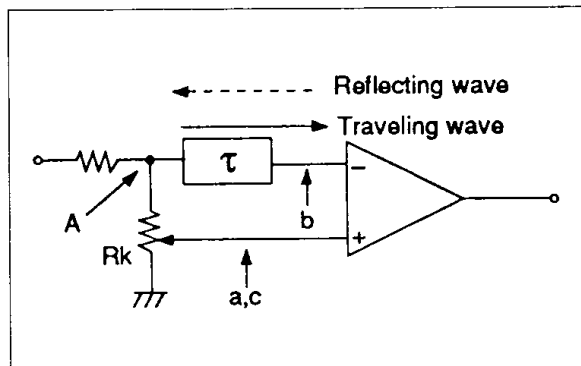 Reflecting wave
Traveling wave
τ
A
Rk
−
+
b
a,c